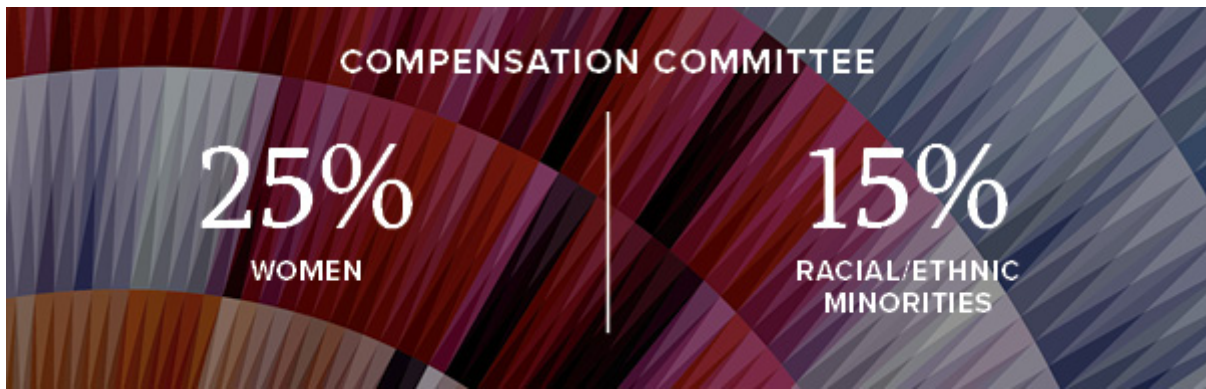 COMPENSATION COMMITTEE
25%
WOMEN
15%
RACIAL/ETHNIC
MINORITIES